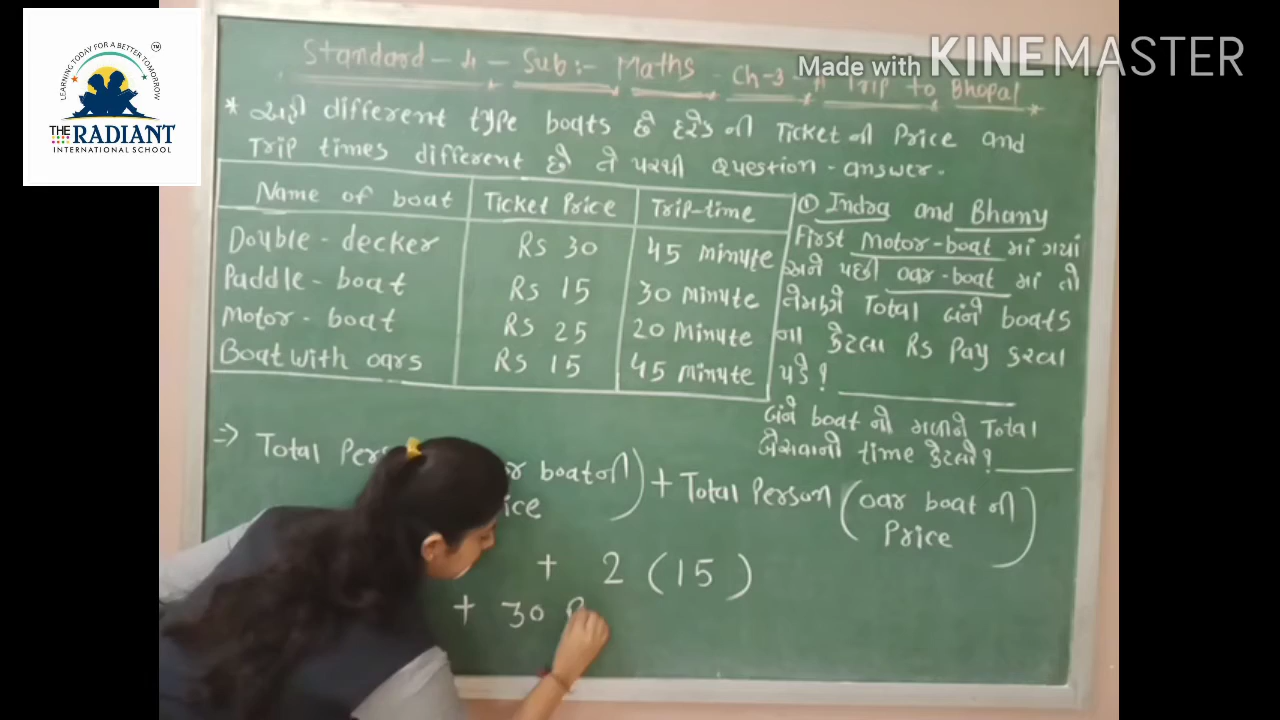 LEARNING TODAY FOR A BETTER TOMORROW
THE RADIANT
INTERNATIONAL SCHOOL
Made with KINEMASTER
Standard - 4 - Sub:- Maths - Ch-3 - A Trip to Bhopal
* અહીં different type boats છે દરેક ની Ticket ની Price and
Trip times different છે તે પરથી question-answer.
Name of boat Ticket Price Trip-time
Double-decker Rs 30 45 minute
Paddle-boat Rs 15 30 Minute
Motor-boat Rs 25 20 Minute
Boat with oars Rs 15 45 Minute
① Indra and Bhanu
First Motor-boat માં ગયાં
અને પછી oar-boat માં તો
તેમણે Total બંને boats
ના કેટલા Rs Pay કરવા
પડે? ____
બંને boat નો મળીને Total
બેસવાનો time કેટલો? ____
=> Total Per boat ની) + Total Person (oar boat ની
ice Price)
+ 2 (15)
+ 30